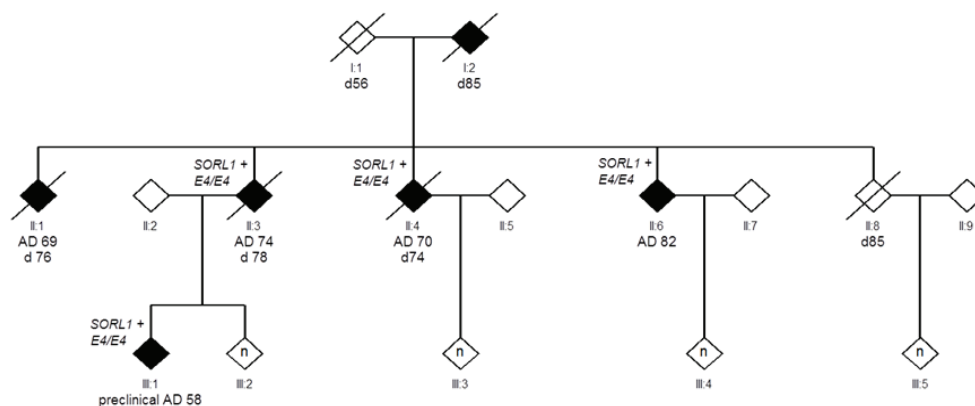 I:1
d56
I:2
d85
SORL1 +
E4/E4
SORL1 +
E4/E4
SORL1 +
E4/E4
II:1
AD 69
d 76
II:2
II:3
AD 74
d 78
II:4
AD 70
d74
II:5
II:6
AD 82
II:7
II:8
d85
II:9
SORL1 +
E4/E4
III:1
preclinical AD 58
n
III:2
n
III:3
n
III:4
n
III:5